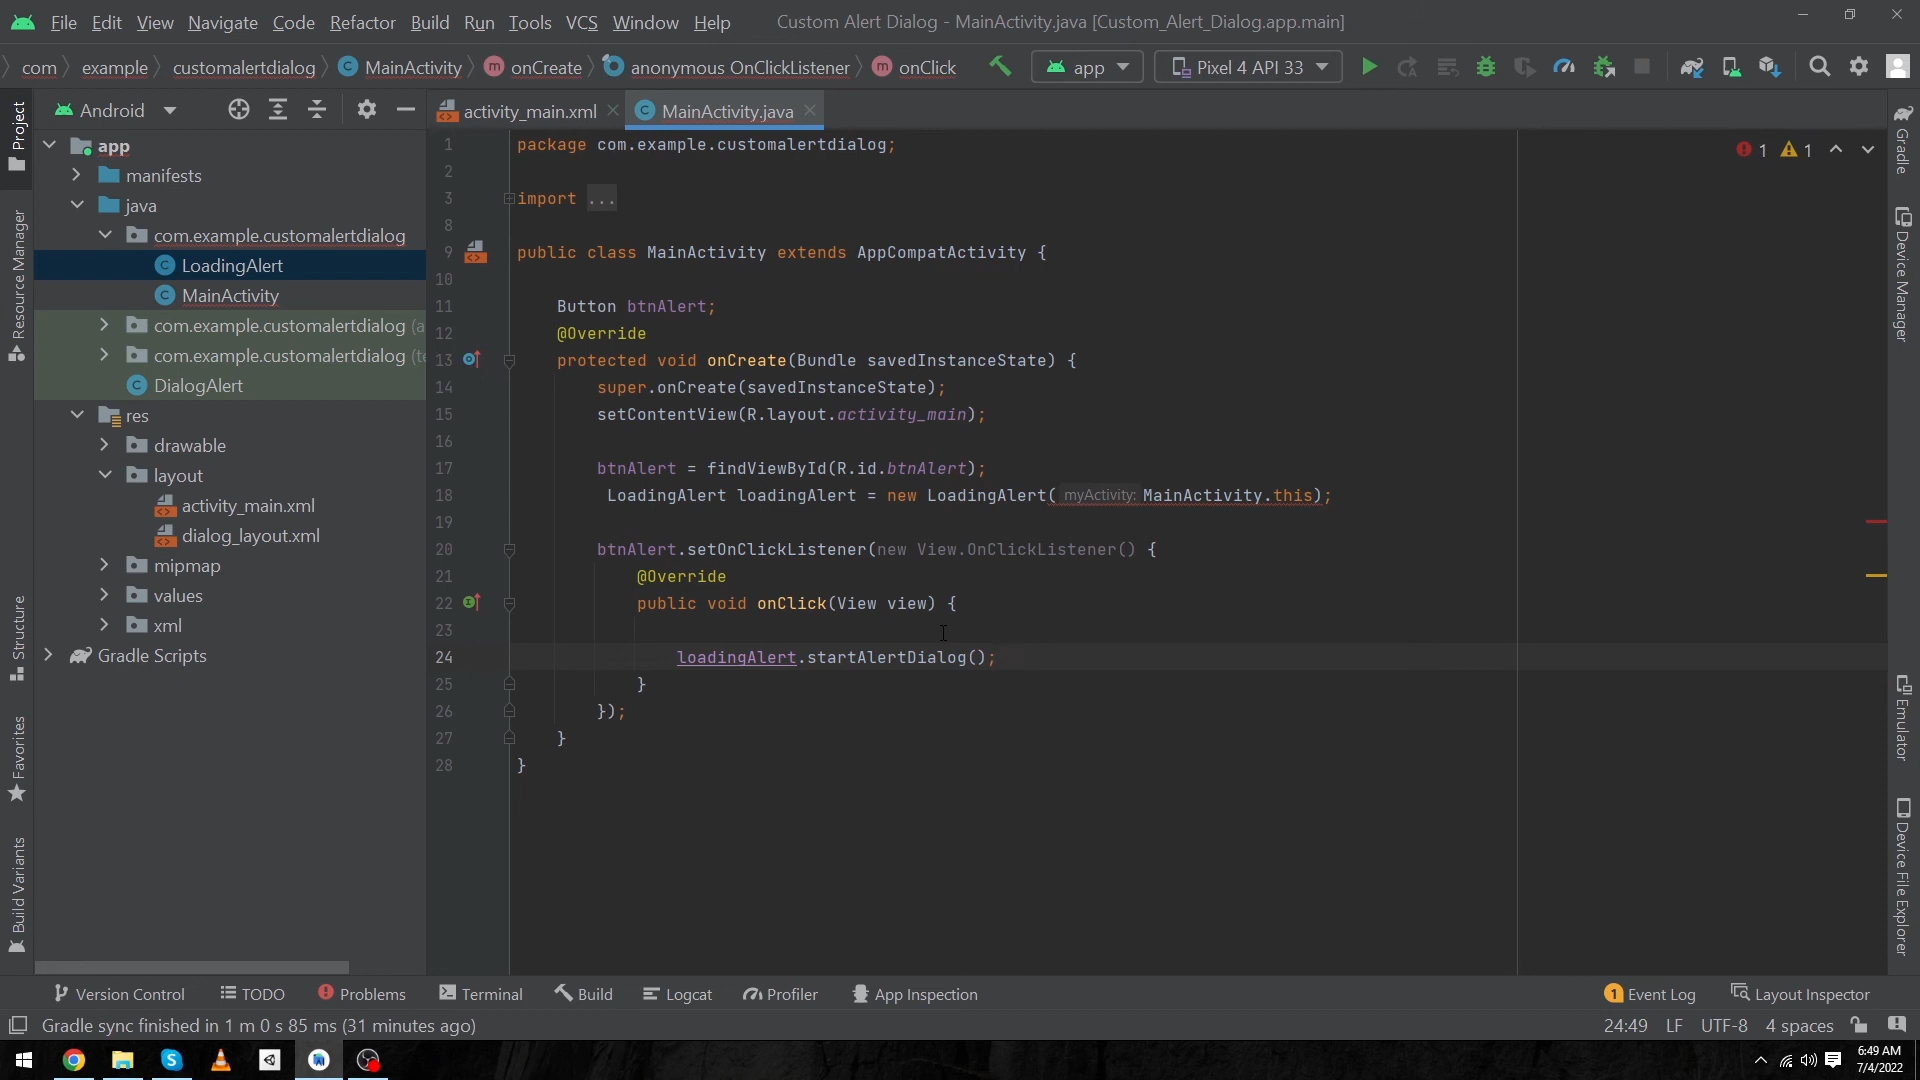 File Edit View Navigate Code Refactor Build Run Tools VCS Window Help Custom Alert Dialog - MainActivity.java [Custom_Alert_Dialog.app.main]
com example customalertdialog MainActivity onCreate anonymous OnClickListener onClick app Pixel 4 API 33
Android
activity_main.xml MainActivity.java
Project
Resource Manager
Structure
Favorites
Build Variants
app
manifests
java
com.example.customalertdialog
LoadingAlert
MainActivity
com.example.customalertdialog (a
com.example.customalertdialog (te
DialogAlert
res
drawable
layout
activity_main.xml
dialog_layout.xml
mipmap
values
xml
Gradle Scripts
1 package com.example.customalertdialog;
2
3 import ...
8
9 public class MainActivity extends AppCompatActivity {
10
11 Button btnAlert;
12 @Override
13 protected void onCreate(Bundle savedInstanceState) {
14 super.onCreate(savedInstanceState);
15 setContentView(R.layout.activity_main);
16
17 btnAlert = findViewById(R.id.btnAlert);
18 LoadingAlert loadingAlert = new LoadingAlert( myActivity: MainActivity.this);
19
20 btnAlert.setOnClickListener(new View.OnClickListener() {
21 @Override
22 public void onClick(View view) {
23
24 loadingAlert.startAlertDialog();
25 }
26 });
27 }
28 }
1 1
Gradle
Device Manager
Emulator
Device File Explorer
Version Control TODO Problems Terminal Build Logcat Profiler App Inspection 1 Event Log Layout Inspector
Gradle sync finished in 1 m 0 s 85 ms (31 minutes ago) 24:49 LF UTF-8 4 spaces
6:49 AM
7/4/2022